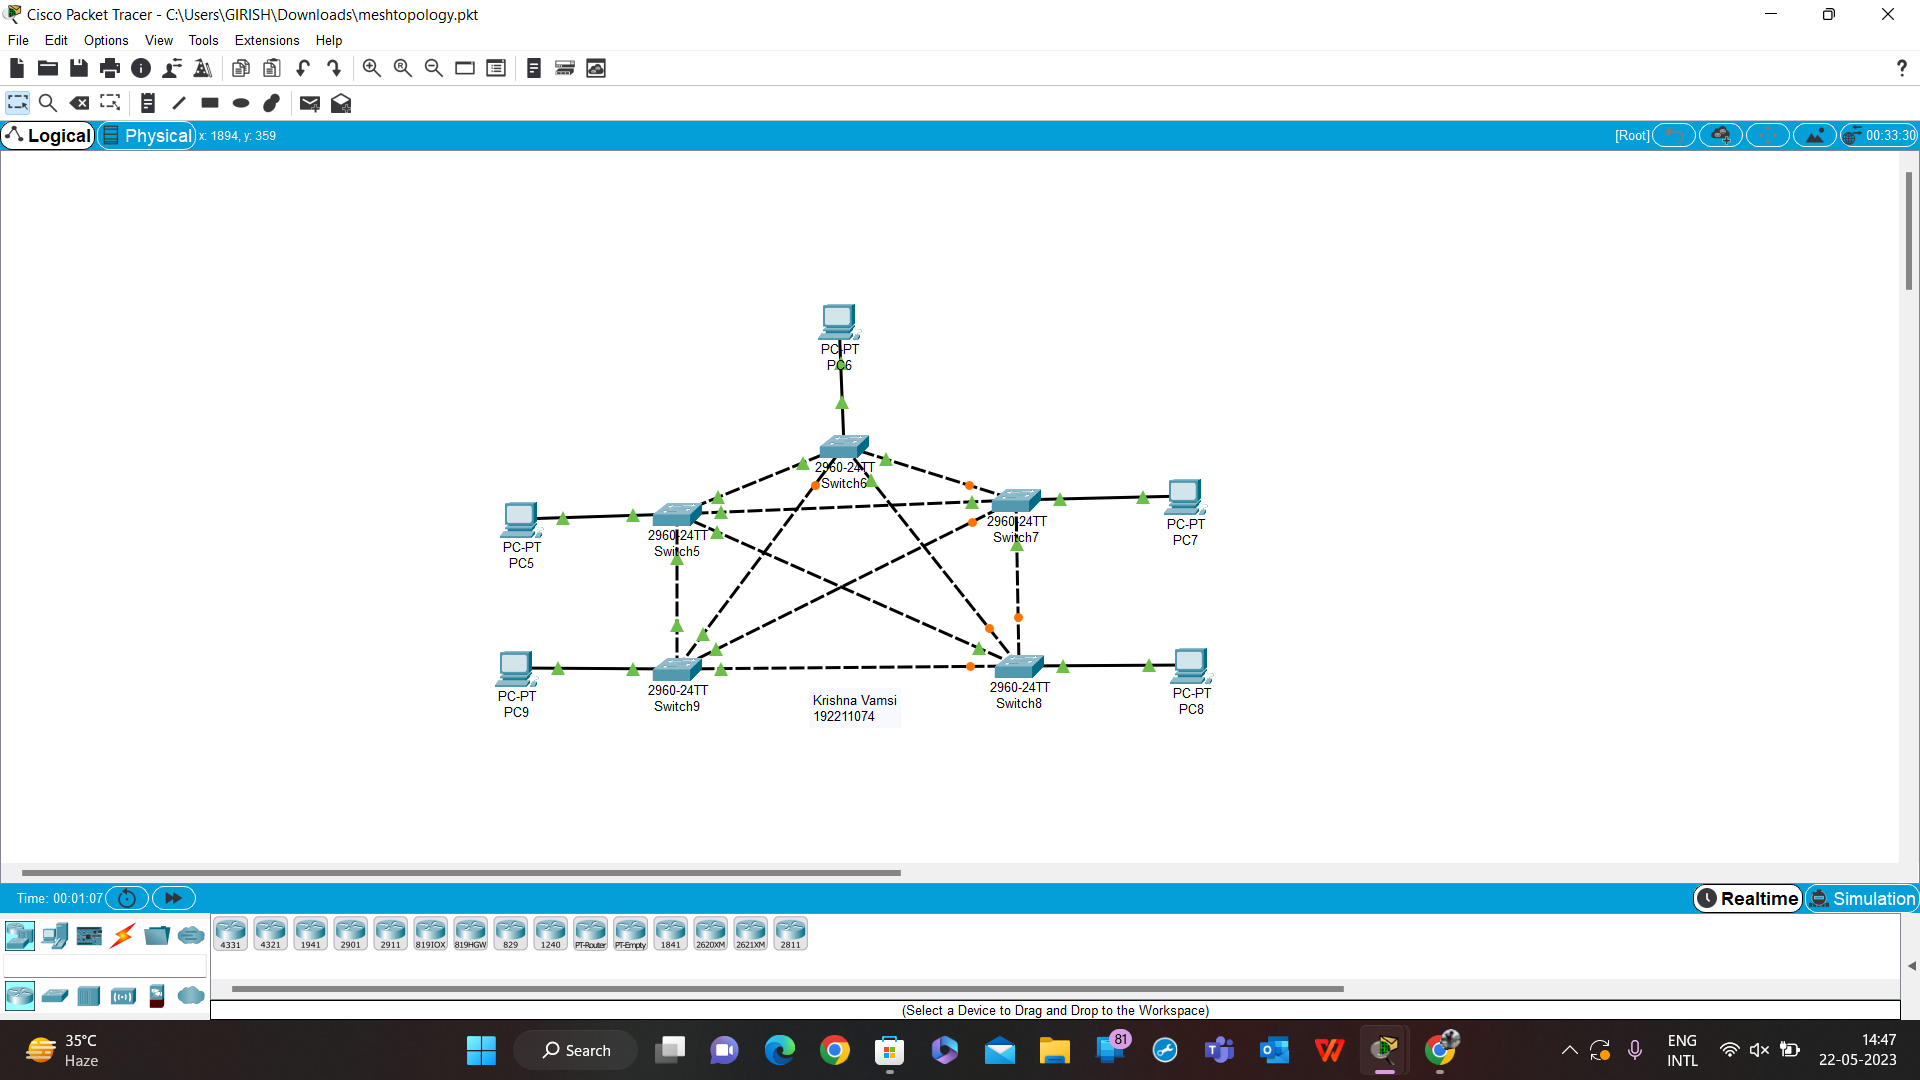 Cisco Packet Tracer - C:\Users\GIRISH\Downloads\meshtopology.pkt
File Edit Options View Tools Extensions Help
Logical Physical x: 1894, y: 359 [Root] 00:33:30
PC-PT
PC6
2960-24TT
Switch6
2960-24TT
Switch5
2960-24TT
Switch7
PC-PT
PC7
PC-PT
PC5
PC-PT
PC9
2960-24TT
Switch9
Krishna Vamsi
192211074
2960-24TT
Switch8
PC-PT
PC8
Time: 00:01:07 Realtime Simulation
4331 4321 1941 2901 2911 819IOX 819HGW 829 1240 PT-Router PT-Empty 1841 2620XM 2621XM 2811
(Select a Device to Drag and Drop to the Workspace)
35°C
Haze
Search
81
ENG
INTL
14:47
22-05-2023